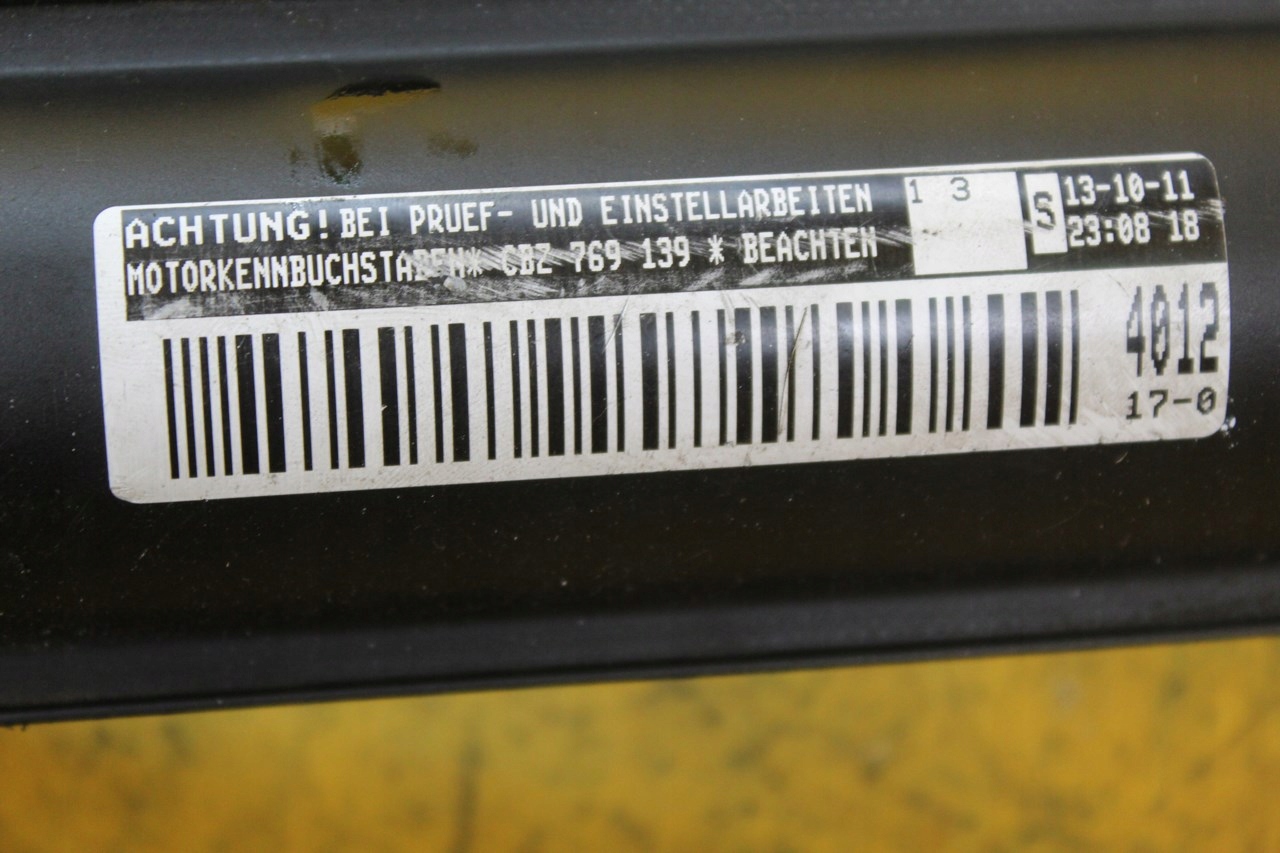 ACHTUNG! BEI PRUEF- UND EINSTELLARBEITEN
MOTORKENNBUCHSTABEN* CBZ 769 139 * BEACHTEN
1 3
S
13-10-11
23:08 18
4012
17-0